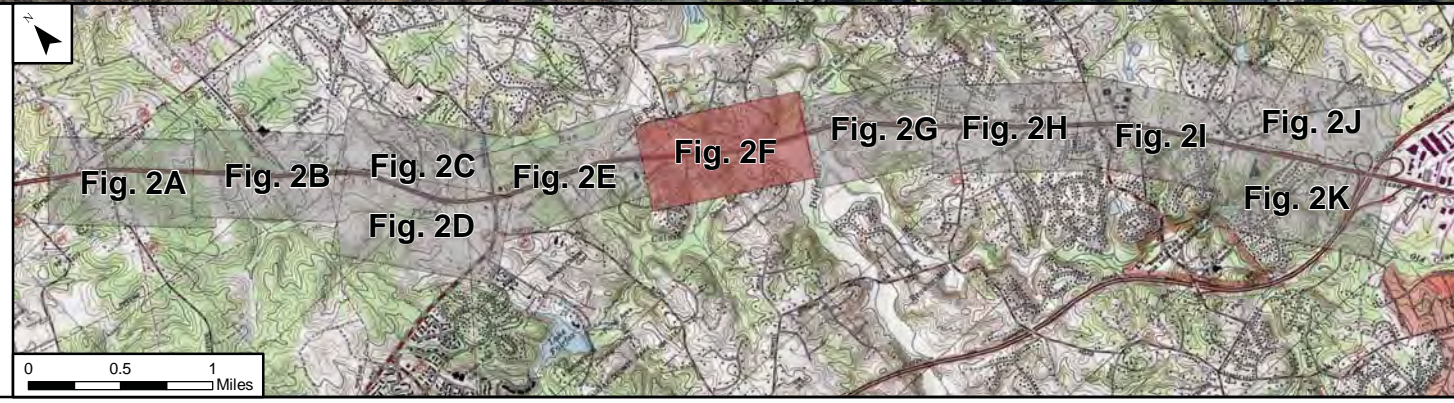 N
Fig. 2A
Fig. 2B
Fig. 2C
Fig. 2D
Fig. 2E
Fig. 2F
Fig. 2G
Fig. 2H
Fig. 2I
Fig. 2J
Fig. 2K
0 0.5 1
Miles